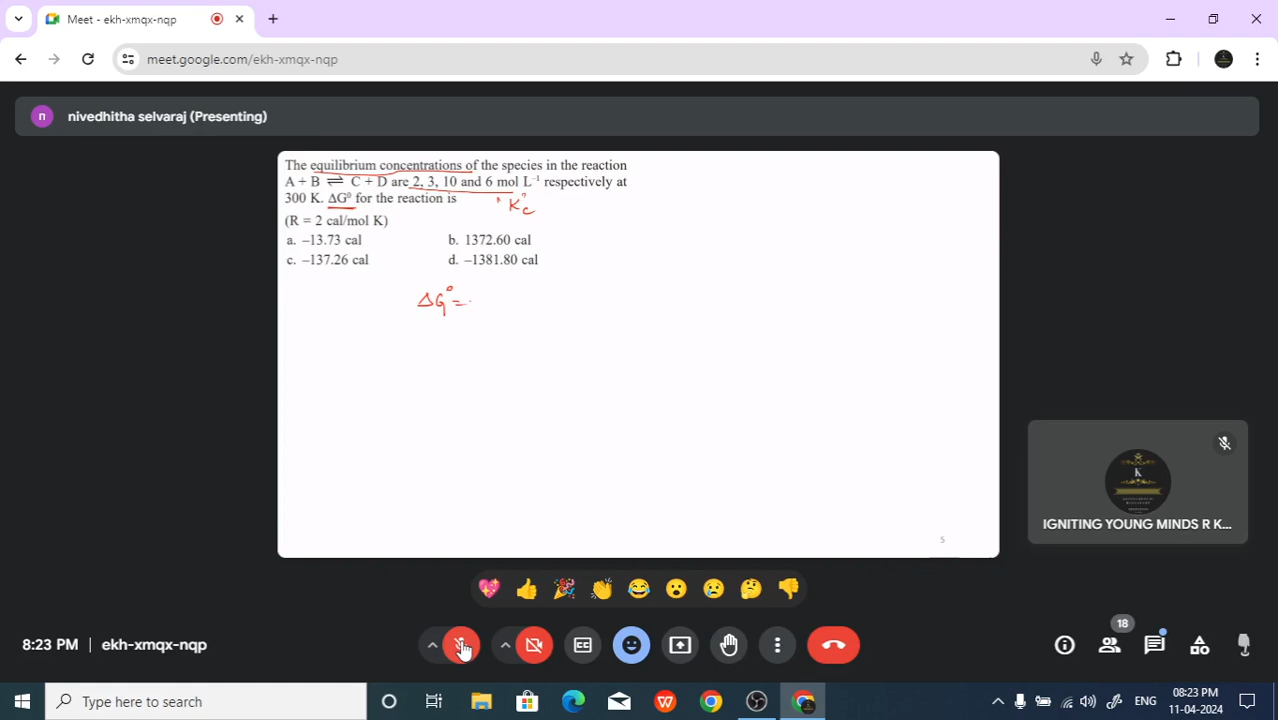 Meet - ekh-xmqx-nqp
meet.google.com/ekh-xmqx-nqp
n nivedhitha selvaraj (Presenting)
The equilibrium concentrations of the species in the reaction
A + B ⇌ C + D are 2, 3, 10 and 6 mol L⁻¹ respectively at
300 K. ΔG⁰ for the reaction is
K꜀?
(R = 2 cal/mol K)
a. –13.73 cal b. 1372.60 cal
c. –137.26 cal d. –1381.80 cal
ΔG° = -
5
K
IGNITING YOUNG MINDS R K...
8:23 PM | ekh-xmqx-nqp
CC
18
Type here to search
W
ENG
08:23 PM
11-04-2024